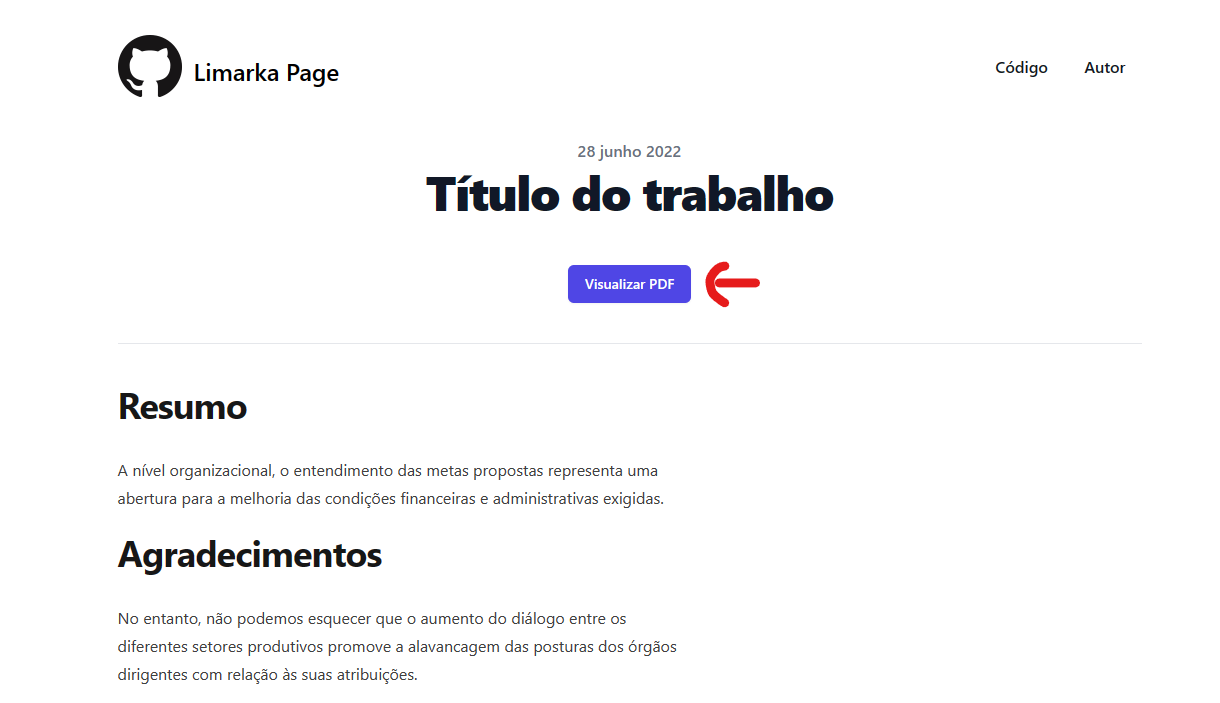 Limarka Page
Código
Autor
28 junho 2022
Título do trabalho
Visualizar PDF
Resumo
A nível organizacional, o entendimento das metas propostas representa uma
abertura para a melhoria das condições financeiras e administrativas exigidas.
Agradecimentos
No entanto, não podemos esquecer que o aumento do diálogo entre os
diferentes setores produtivos promove a alavancagem das posturas dos órgãos
dirigentes com relação às suas atribuições.